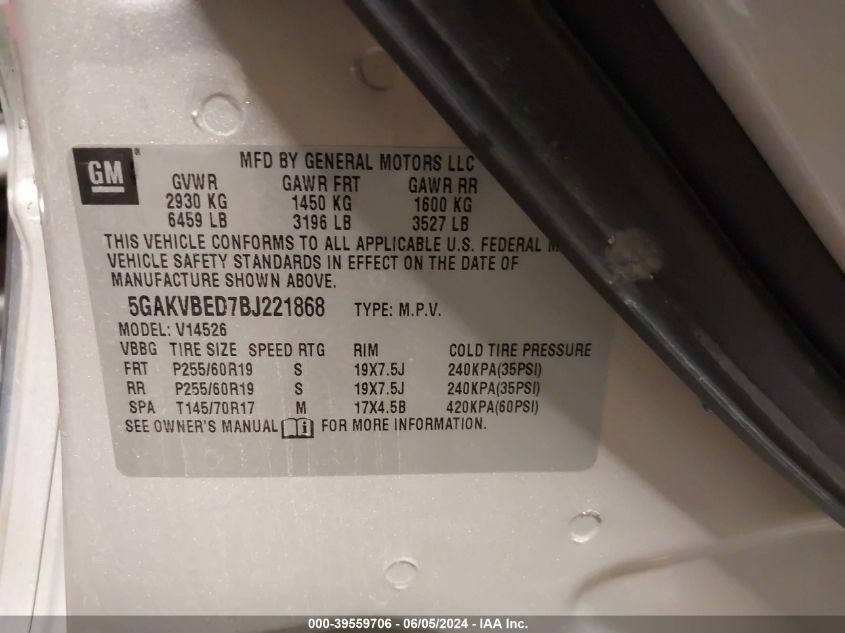 GM
MFD BY GENERAL MOTORS LLC
GVWR GAWR FRT GAWR RR
2930 KG 1450 KG 1600 KG
6459 LB 3196 LB 3527 LB
THIS VEHICLE CONFORMS TO ALL APPLICABLE U.S. FEDERAL
VEHICLE SAFETY STANDARDS IN EFFECT ON THE DATE OF
MANUFACTURE SHOWN ABOVE.
5GAKVBED7BJ221868 TYPE: M.P.V.
MODEL: V14526
VBBG TIRE SIZE SPEED RTG RIM COLD TIRE PRESSURE
FRT P255/60R19 S 19X7.5J 240KPA(35PSI)
RR P255/60R19 S 19X7.5J 240KPA(35PSI)
SPA T145/70R17 M 17X4.5B 420KPA(60PSI)
SEE OWNER'S MANUAL FOR MORE INFORMATION.
000-39559706 - 06/05/2024 - IAA Inc.